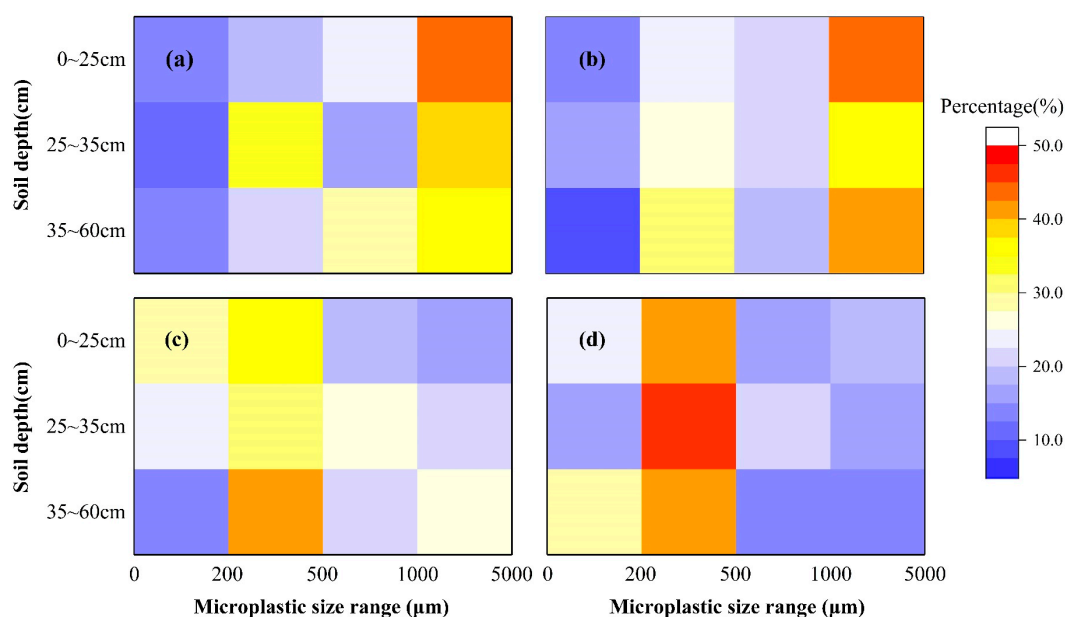 (a)
(b)
0~25cm
25~35cm
35~60cm
Soil depth(cm)
Percentage(%)
50.0
40.0
30.0
20.0
10.0
(c)
(d)
0~25cm
25~35cm
35~60cm
Soil depth(cm)
0 200 500 1000 5000
0 200 500 1000 5000
Microplastic size range (μm)
Microplastic size range (μm)